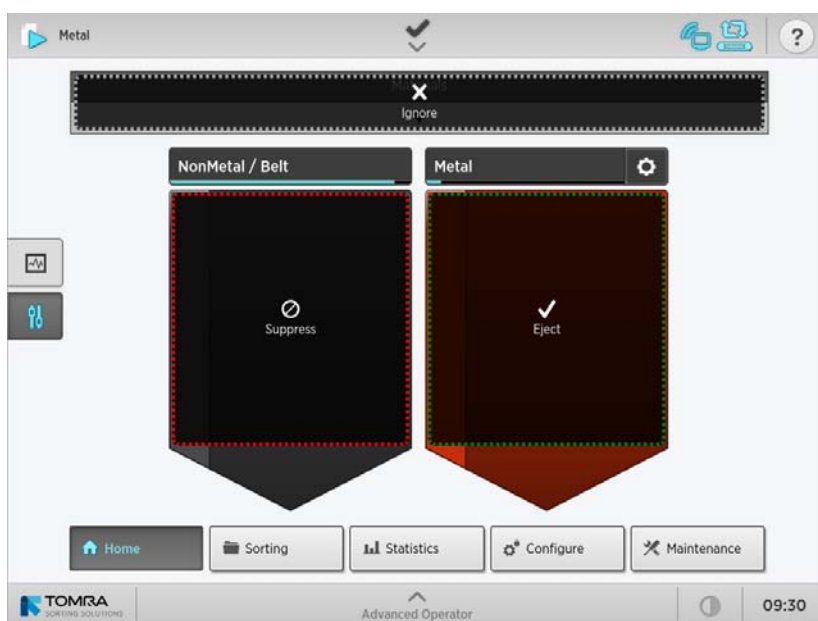 Metal
?
Materials
Ignore
NonMetal / Belt
Metal
Suppress
Eject
Home
Sorting
Statistics
Configure
Maintenance
TOMRA
SORTING SOLUTIONS
Advanced Operator
09:30